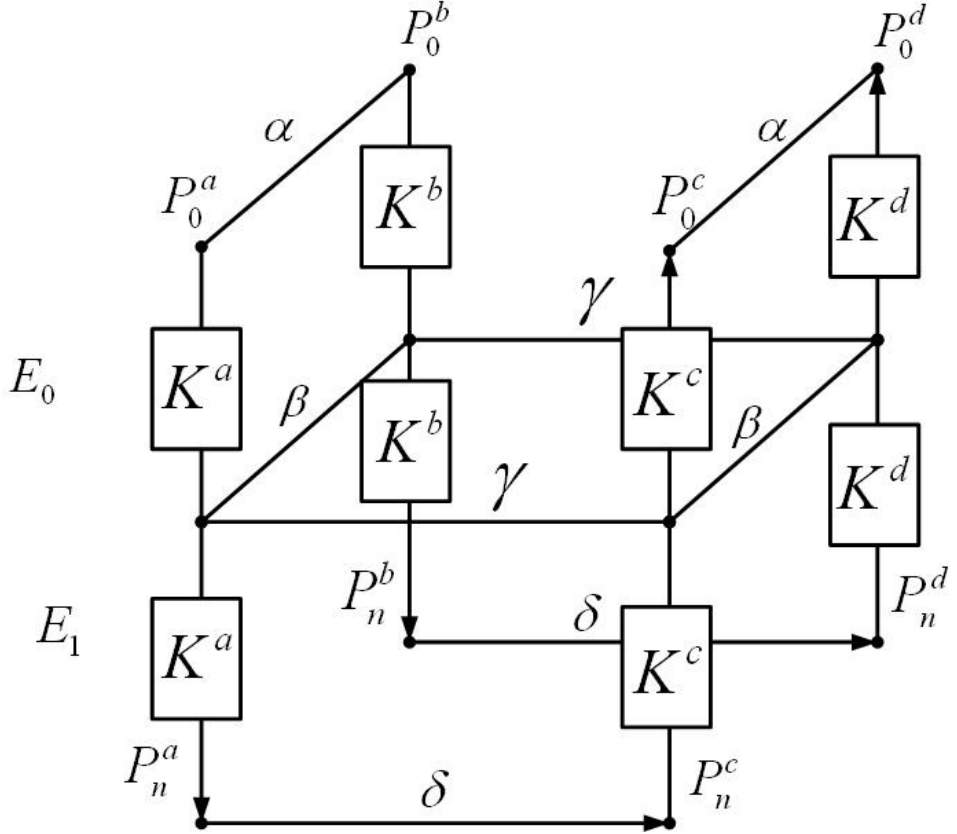 P_0^b P_0^d
α α
P_0^a K^b P_0^c K^d
γ
E_0 K^a β K^b K^c β K^d
γ
P_n^b P_n^d
E_1 K^a δ K^c
P_n^a P_n^c
δ